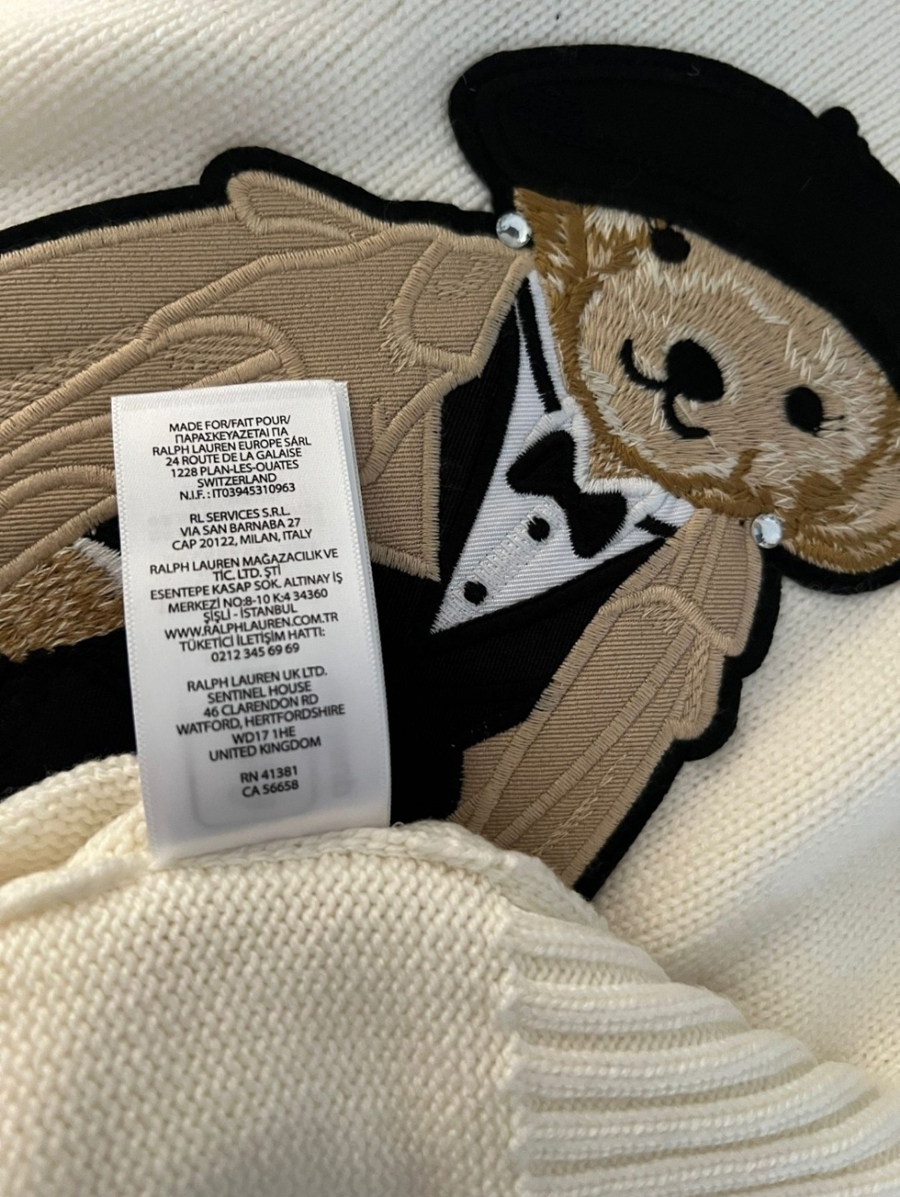 MADE FOR/FAIT POUR/
ΠΑΡΑΣΚΕΥΑΖΕΤΑΙ ΓΙΑ
RALPH LAUREN EUROPE SÁRL
24 ROUTE DE LA GALAISE
1228 PLAN-LES-OUATES
SWITZERLAND
N.I.F.: IT03945310963
RL SERVICES S.R.L.
VIA SAN BARNABA 27
CAP 20122, MILAN, ITALY
RALPH LAUREN MAĞAZACILIK VE
TİC. LTD. ŞTİ
ESENTEPE KASAP SOK. ALTINAY İŞ
MERKEZİ NO:8-10 K:4 34360
ŞİŞLİ - İSTANBUL
WWW.RALPHLAUREN.COM.TR
TÜKETİCİ İLETİŞİM HATTI:
0212 345 69 69
RALPH LAUREN UK LTD.
SENTINEL HOUSE
46 CLARENDON RD
WATFORD, HERTFORDSHIRE
WD17 1HE
UNITED KINGDOM
RN 41381
CA 56658